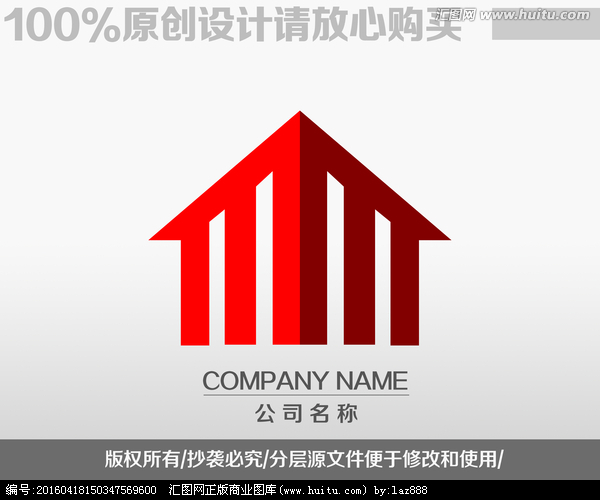 100%原创设计请放心购买
汇图网 www.huitu.com
COMPANY NAME
公司名称
版权所有/抄袭必究/分层源文件便于修改和使用/
编号:20160418150347569600 汇图网正版商业图库(www.huitu.com) by:laz888